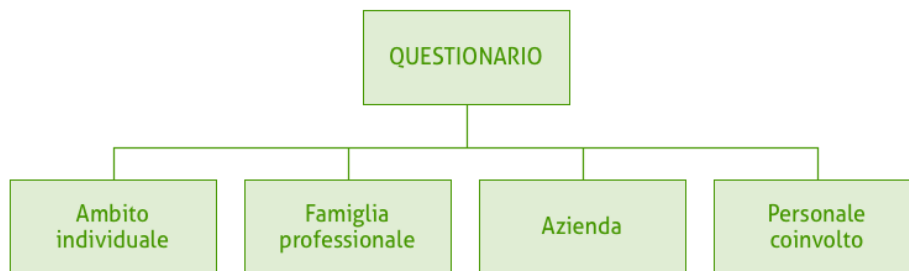 QUESTIONARIO
Ambito
individuale
Famiglia
professionale
Azienda
Personale
coinvolto